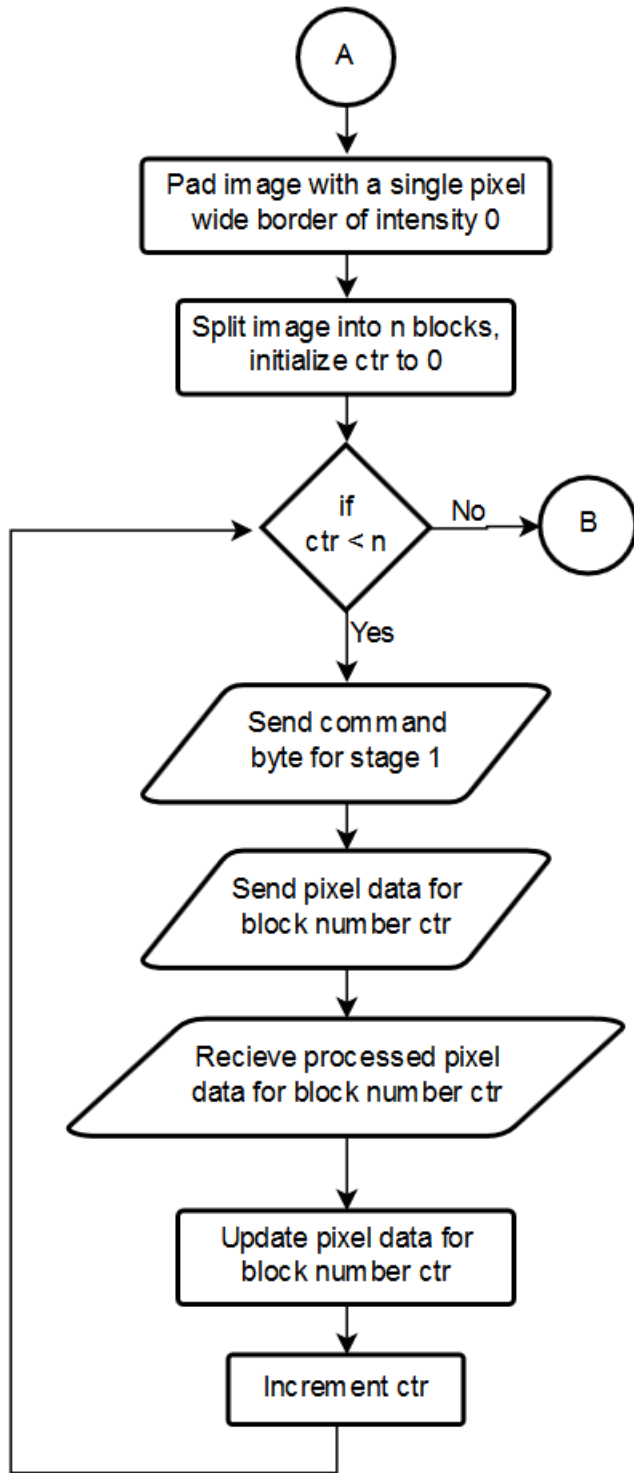 A
Pad image with a single pixel
wide border of intensity 0
Split image into n blocks,
initialize ctr to 0
if
ctr < n
No
B
Yes
Send command
byte for stage 1
Send pixel data for
block number ctr
Recieve processed pixel
data for block number ctr
Update pixel data for
block number ctr
Increment ctr